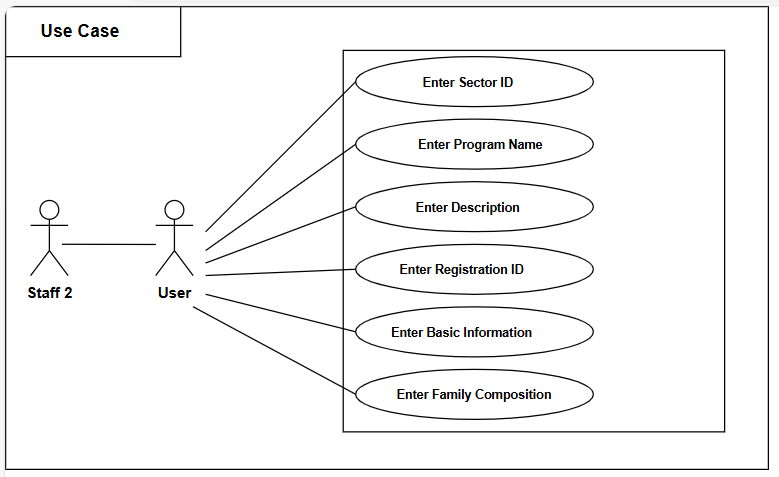 Use Case
Enter Sector ID
Enter Program Name
Enter Description
Enter Registration ID
Enter Basic Information
Enter Family Composition
Staff 2
User